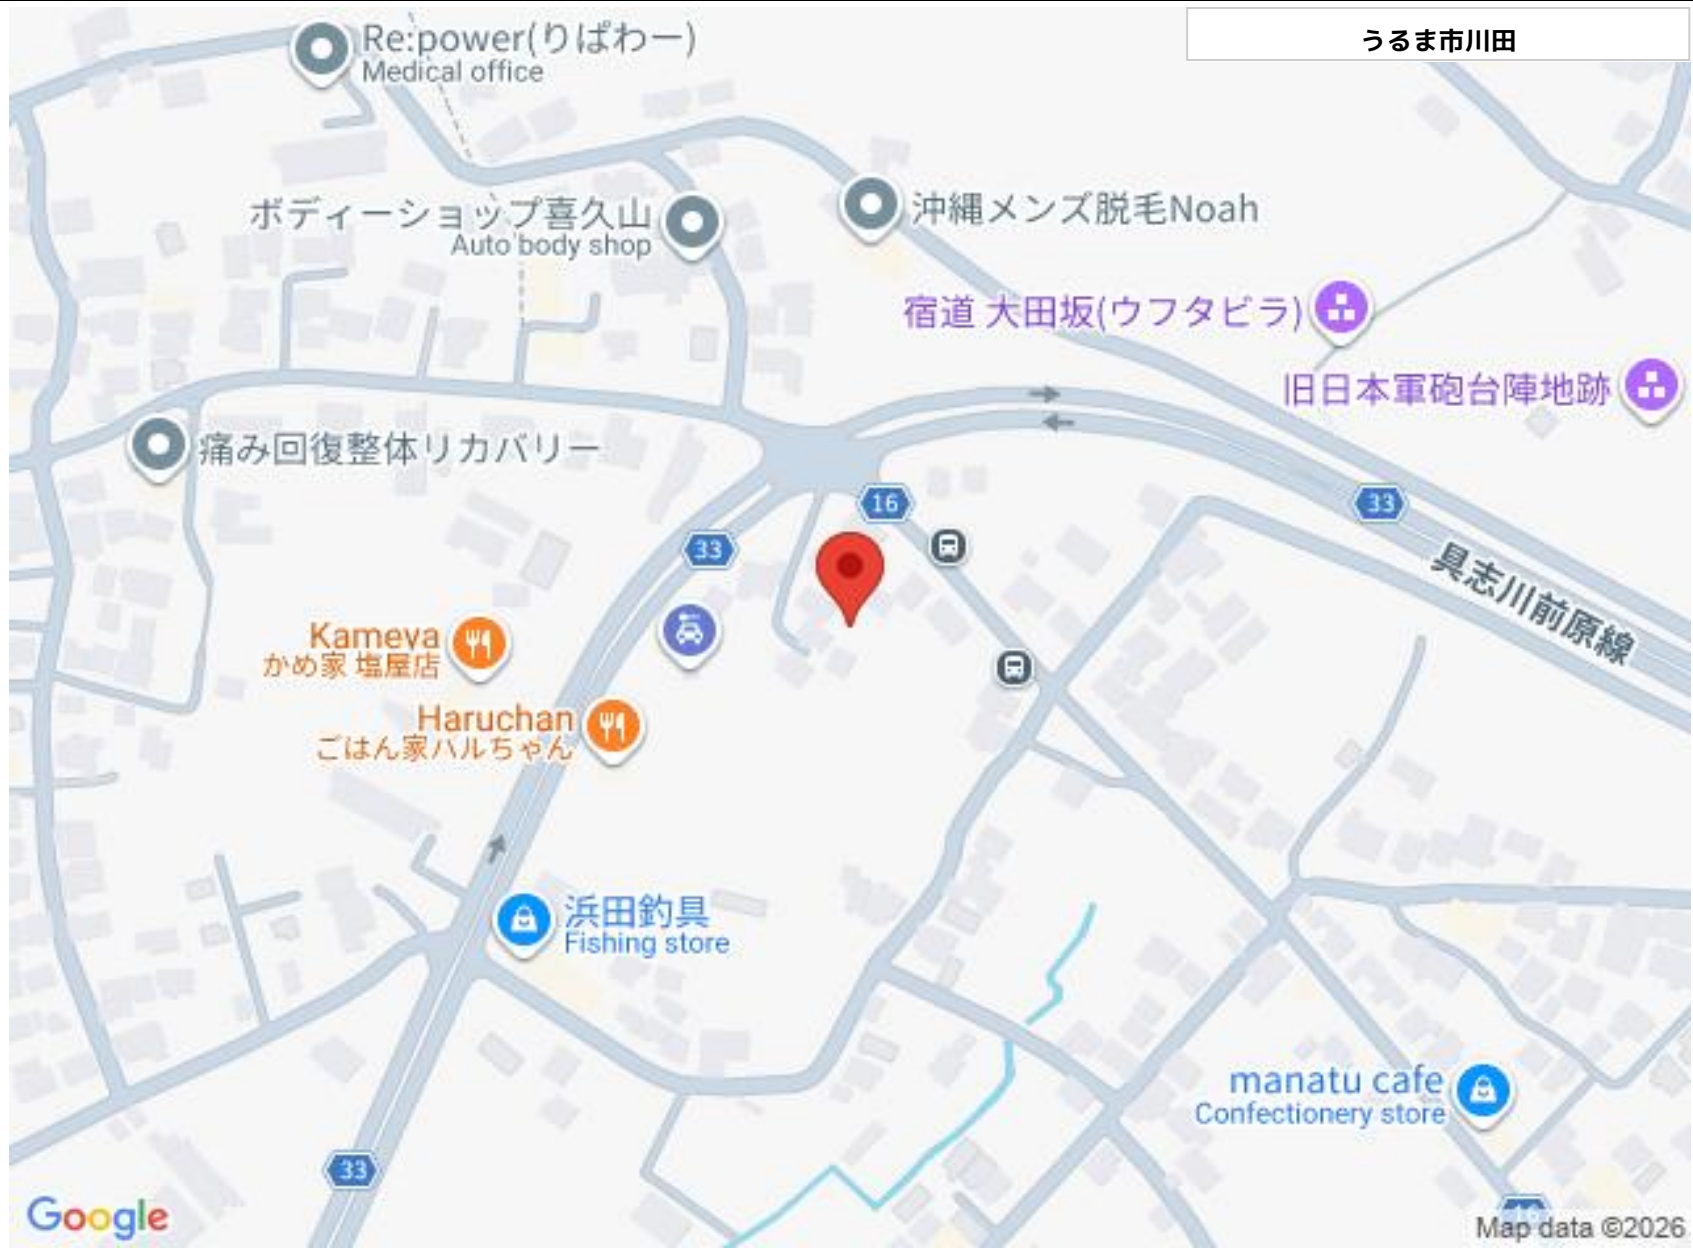 うるま市川田
Re:power(りぱわー)
Medical office
ボディーショップ喜久山
Auto body shop
沖縄メンズ脱毛Noah
宿道 大田坂(ウフタビラ)
旧日本軍砲台陣地跡
痛み回復整体リカバリー
16
33
33
具志川前原線
Kameya
かめ家 塩屋店
Haruchan
ごはん家ハルちゃん
浜田釣具
Fishing store
manatu cafe
Confectionery store
33
16
Google
Map data ©2026